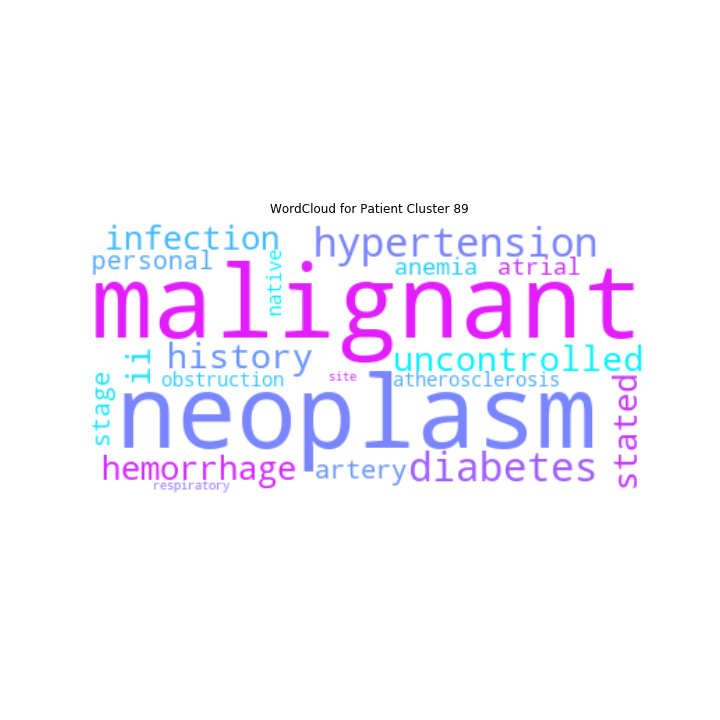 WordCloud for Patient Cluster 89
infection
hypertension
personal
native
anemia
atrial
malignant
ii
history
uncontrolled
stage
obstruction
site
atherosclerosis
neoplasm
stated
hemorrhage
artery
diabetes
respiratory